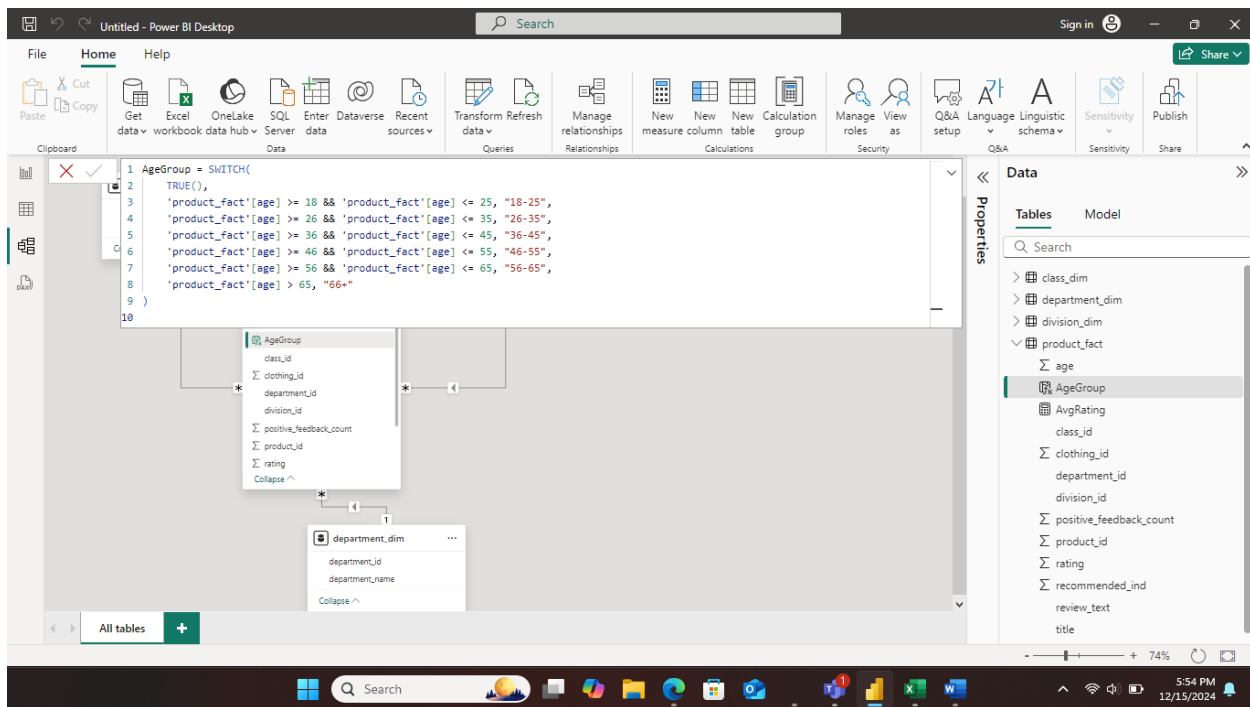 Untitled - Power BI Desktop
Search
Sign in
File Home Help
Share
Paste
Cut
Copy
Get data
Excel workbook
OneLake data hub
SQL Server
Enter data
Dataverse
Recent sources
Transform data
Refresh
Manage relationships
New measure
New column
New table
Calculation group
Manage roles
View as
Q&A setup
Language
Linguistic schema
Sensitivity
Publish
Clipboard
Data
Queries
Relationships
Calculations
Security
Q&A
Sensitivity
Share
1 AgeGroup = SWITCH(
2 TRUE(),
3 'product_fact'[age] >= 18 && 'product_fact'[age] <= 25, "18-25",
4 'product_fact'[age] >= 26 && 'product_fact'[age] <= 35, "26-35",
5 'product_fact'[age] >= 36 && 'product_fact'[age] <= 45, "36-45",
6 'product_fact'[age] >= 46 && 'product_fact'[age] <= 55, "46-55",
7 'product_fact'[age] >= 56 && 'product_fact'[age] <= 65, "56-65",
8 'product_fact'[age] > 65, "66+"
9 )
10
AgeGroup
class_id
clothing_id
department_id
division_id
positive_feedback_count
product_id
rating
Collapse
*
*
*
1
department_dim
department_id
department_name
Collapse
All tables
Properties
Data
Tables Model
Search
class_dim
department_dim
division_dim
product_fact
age
AgeGroup
AvgRating
class_id
clothing_id
department_id
division_id
positive_feedback_count
product_id
rating
recommended_ind
review_text
title
74%
Search
1
5:54 PM
12/15/2024